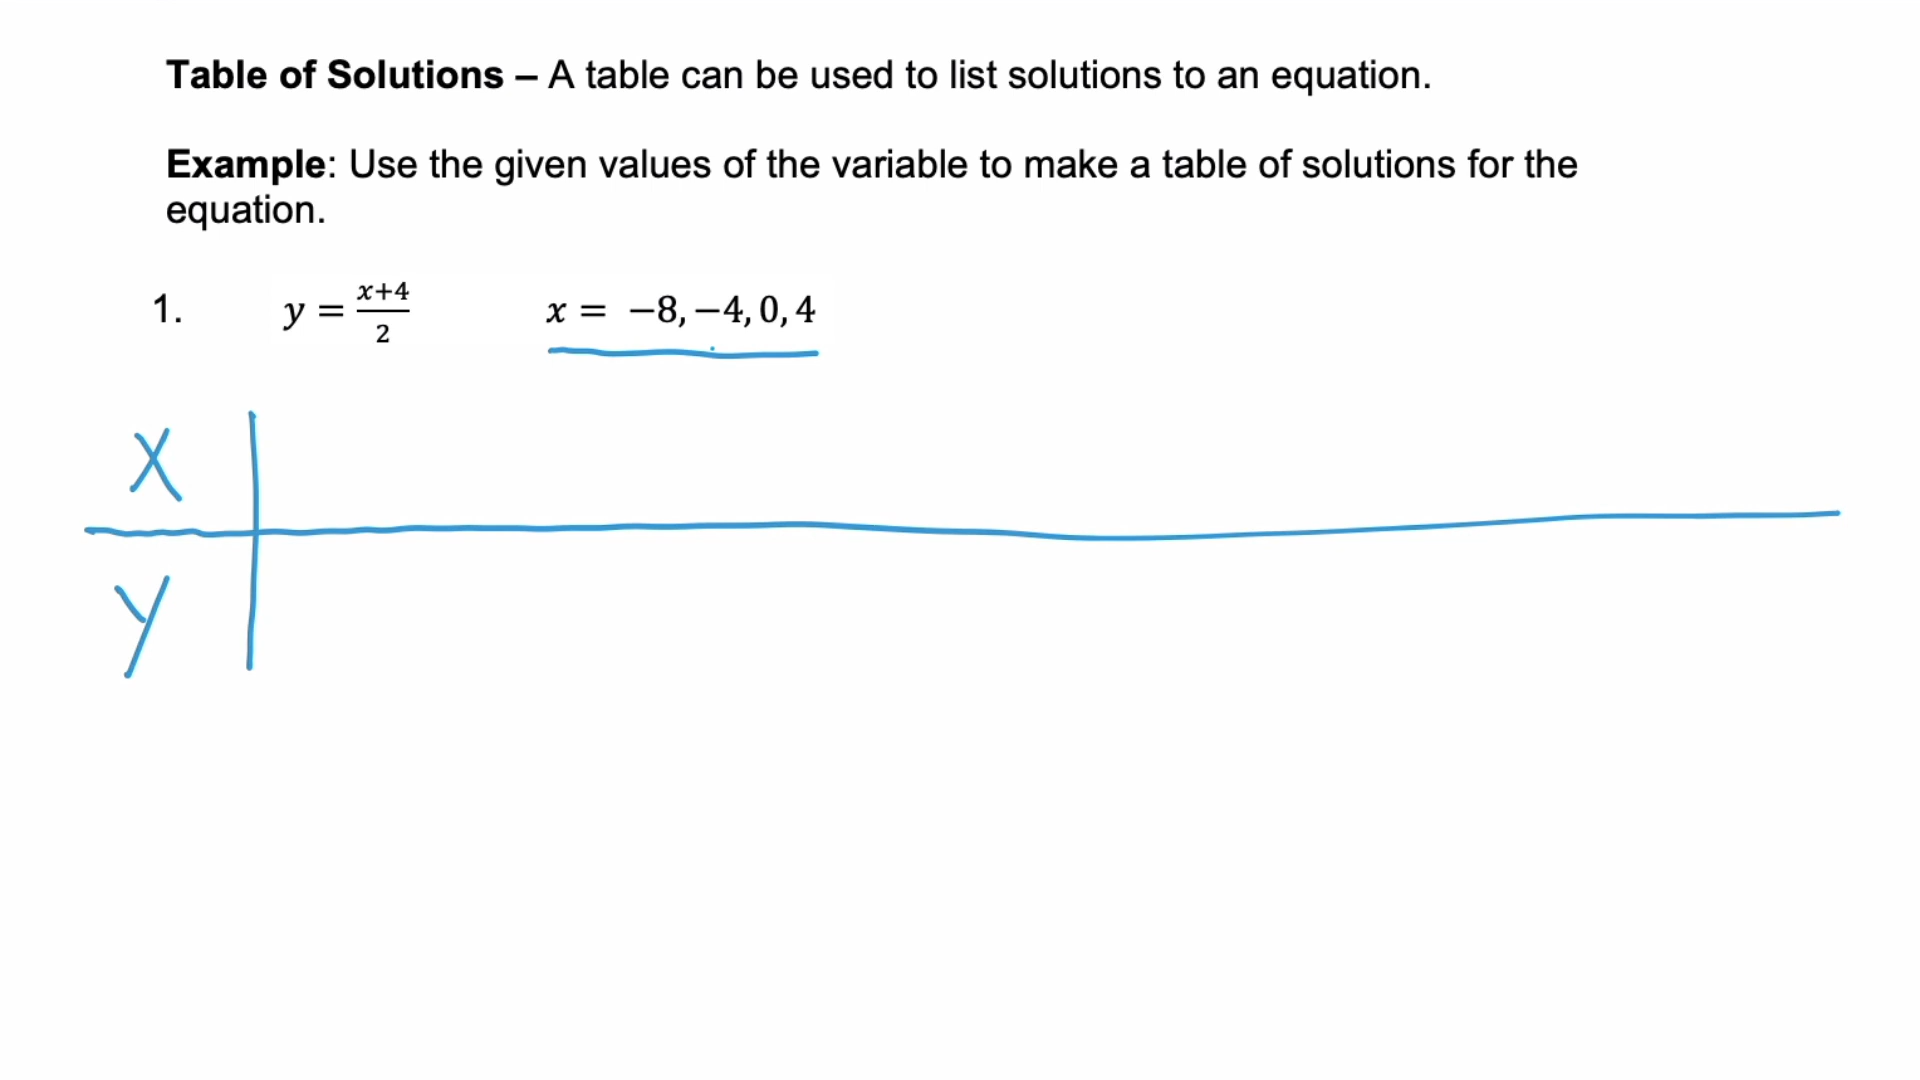 Table of Solutions – A table can be used to list solutions to an equation.
Example: Use the given values of the variable to make a table of solutions for the
equation.
1. y = \frac{x+4}{2} x = −8, −4, 0, 4
x
y